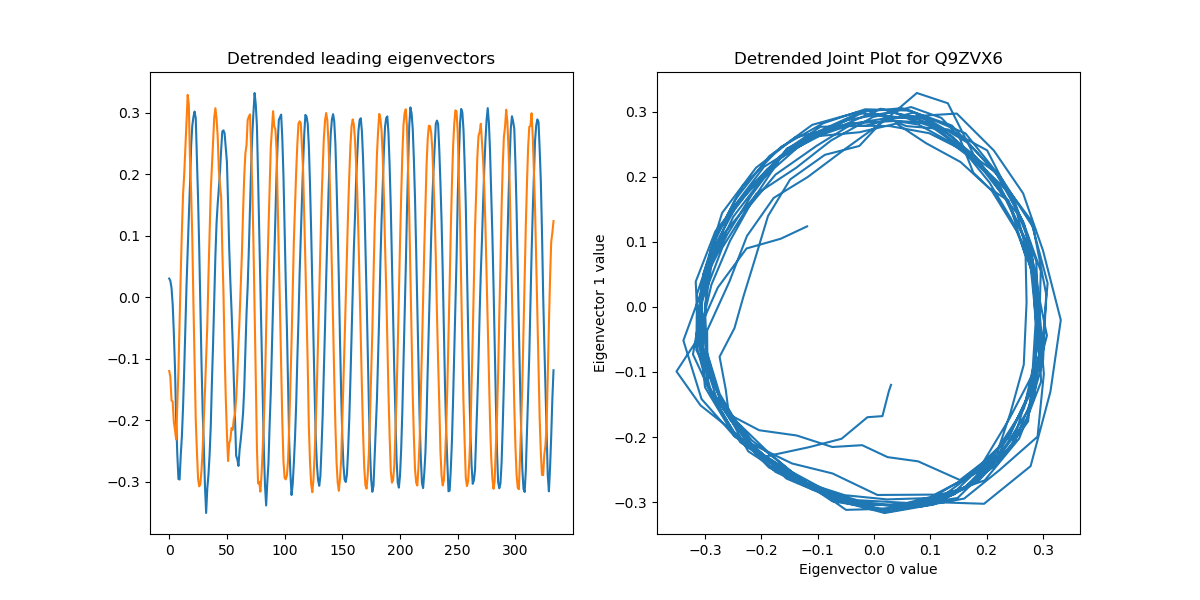 Detrended leading eigenvectors
0.3
0.2
0.1
0.0
−0.1
−0.2
−0.3
0 50 100 150 200 250 300
Detrended Joint Plot for Q9ZVX6
Eigenvector 1 value
0.3
0.2
0.1
0.0
−0.1
−0.2
−0.3
−0.3 −0.2 −0.1 0.0 0.1 0.2 0.3
Eigenvector 0 value